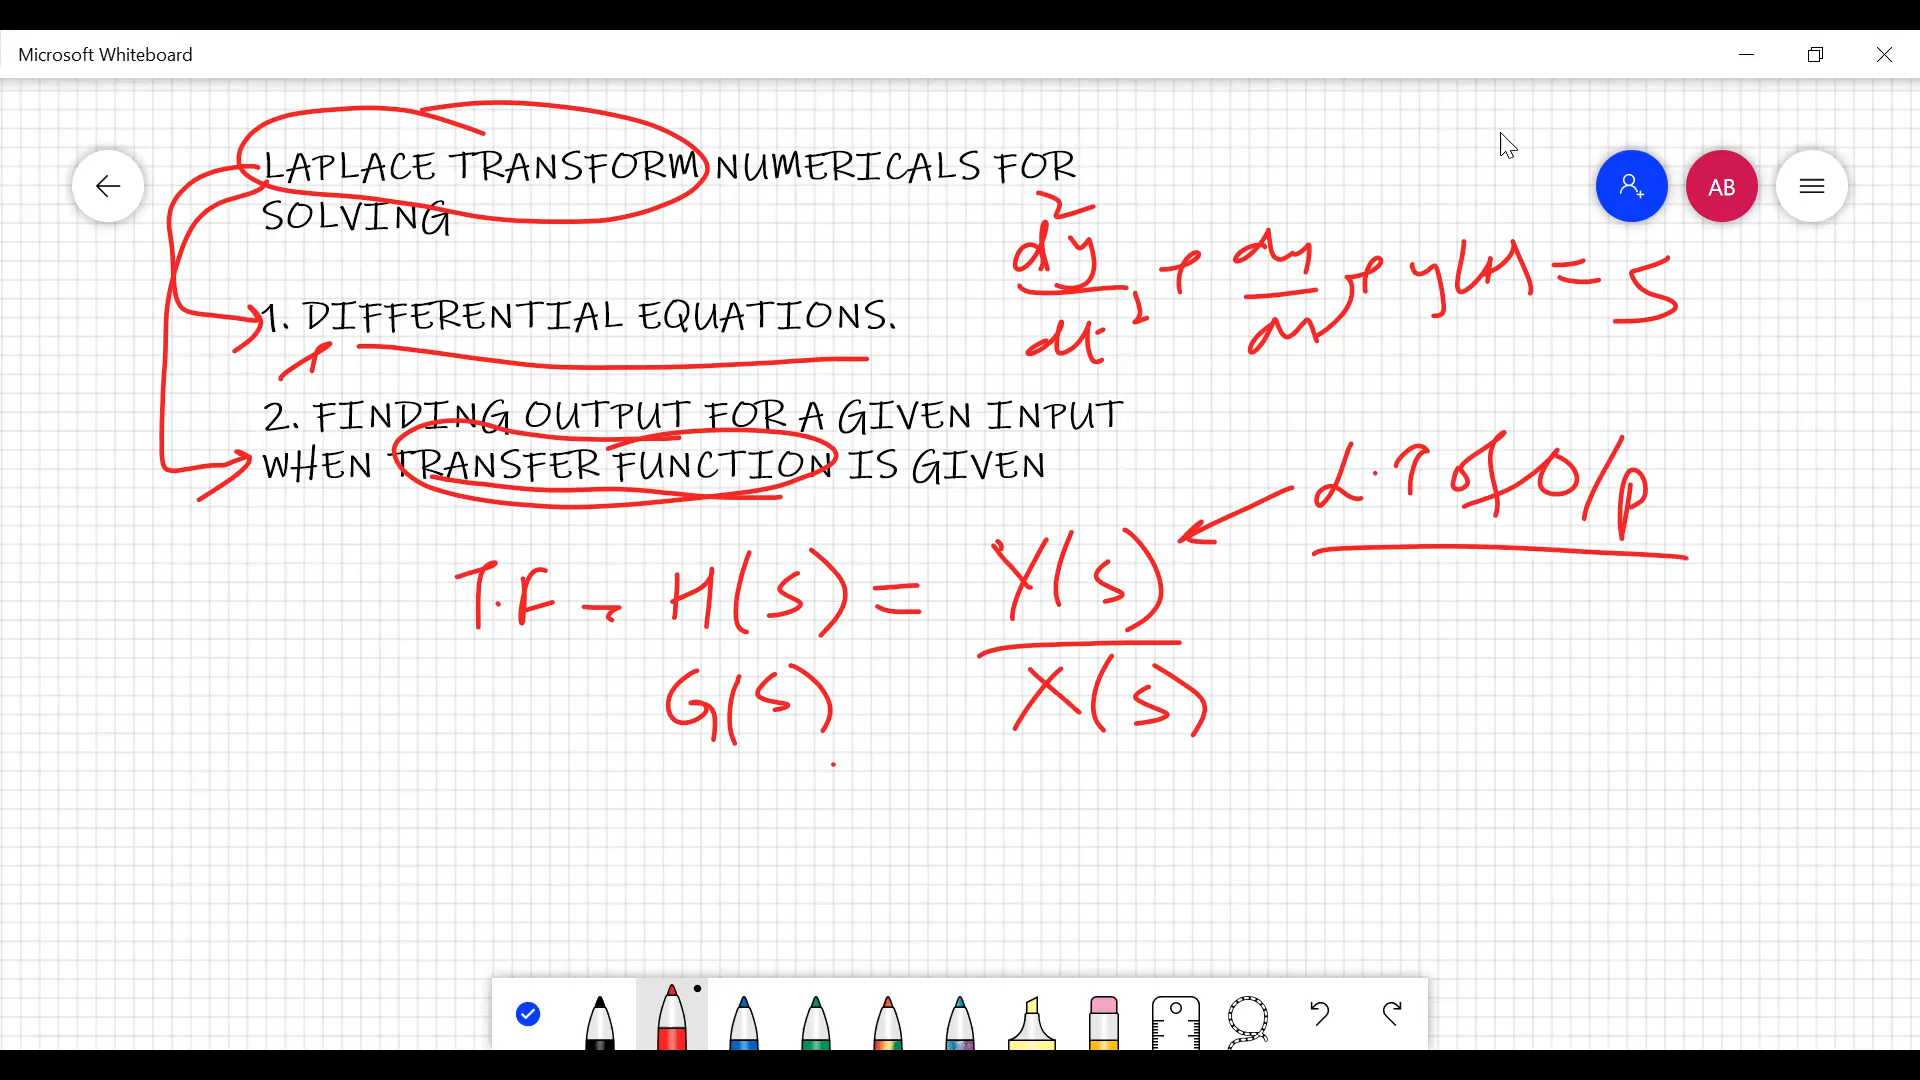 Microsoft Whiteboard
LAPLACE TRANSFORM NUMERICALS FOR
SOLVING
AB
d²y/dt² + dy/dt + y(t) = 5
1. DIFFERENTIAL EQUATIONS.
2. FINDING OUTPUT FOR A GIVEN INPUT
WHEN TRANSFER FUNCTION IS GIVEN
L.T of O/p
T.F - H(s) = Y(s)/X(s)
G(s)